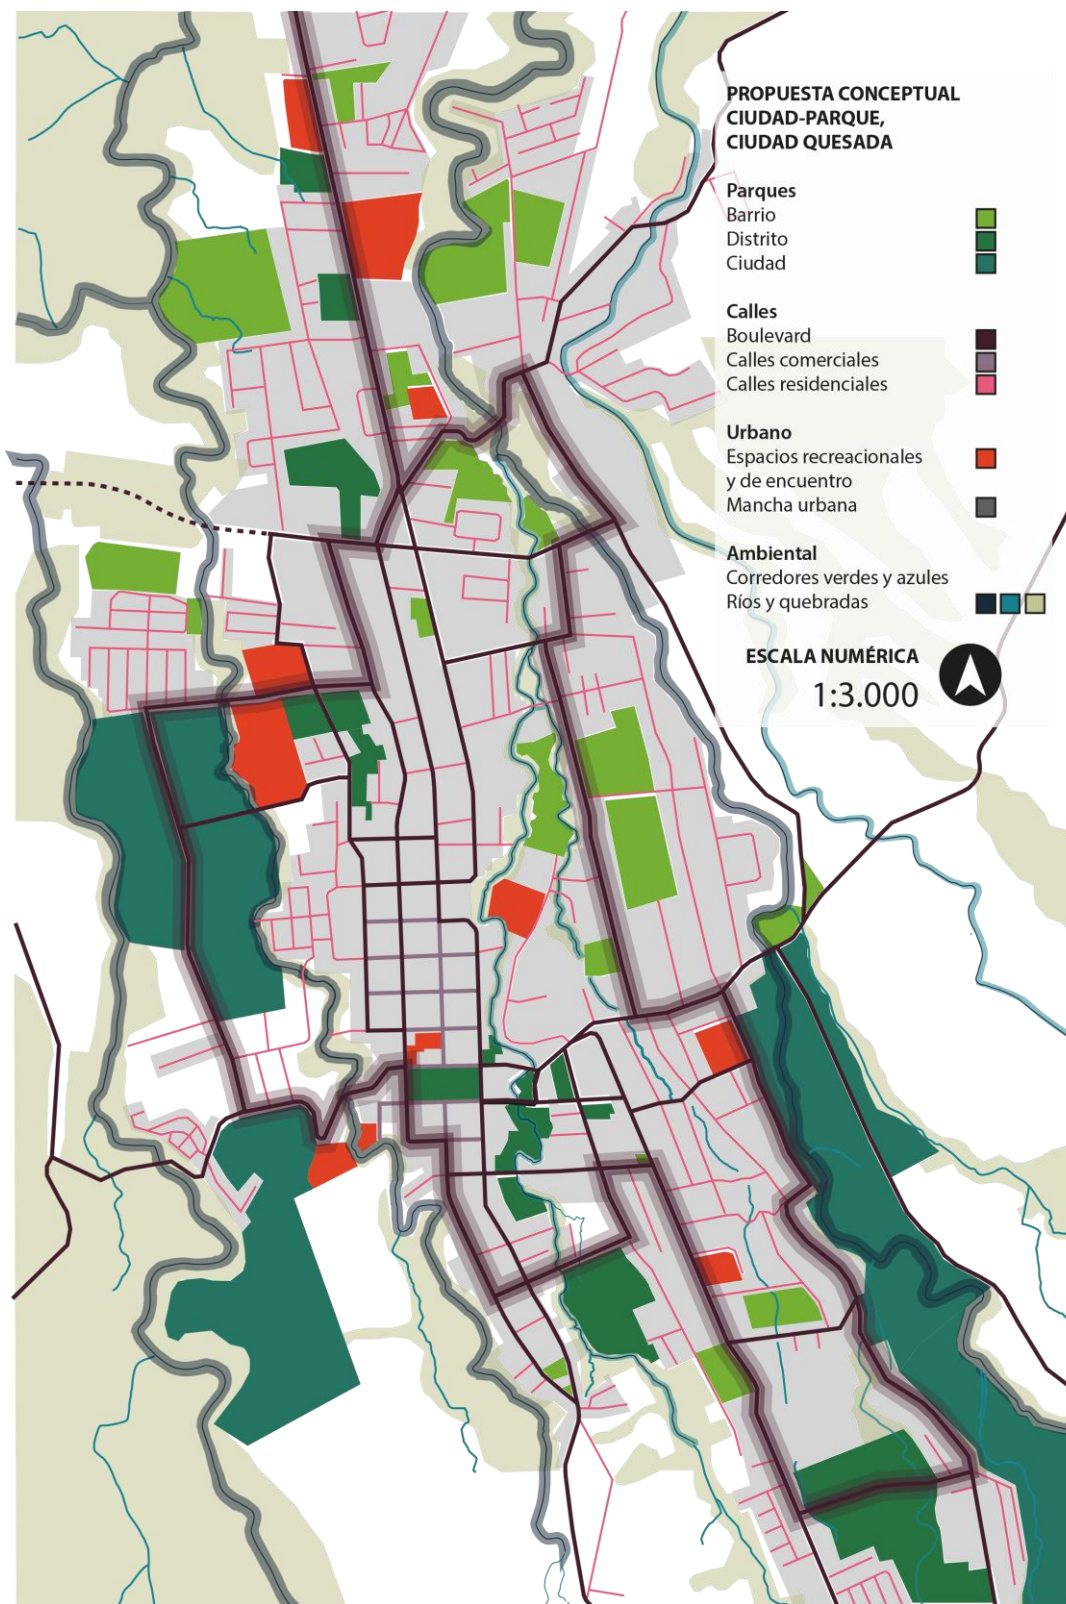 PROPUESTA CONCEPTUAL
CIUDAD-PARQUE,
CIUDAD QUESADA
Parques
Barrio
Distrito
Ciudad
Calles
Boulevard
Calles comerciales
Calles residenciales
Urbano
Espacios recreacionales
y de encuentro
Mancha urbana
Ambiental
Corredores verdes y azules
Ríos y quebradas
ESCALA NUMÉRICA
1:3.000